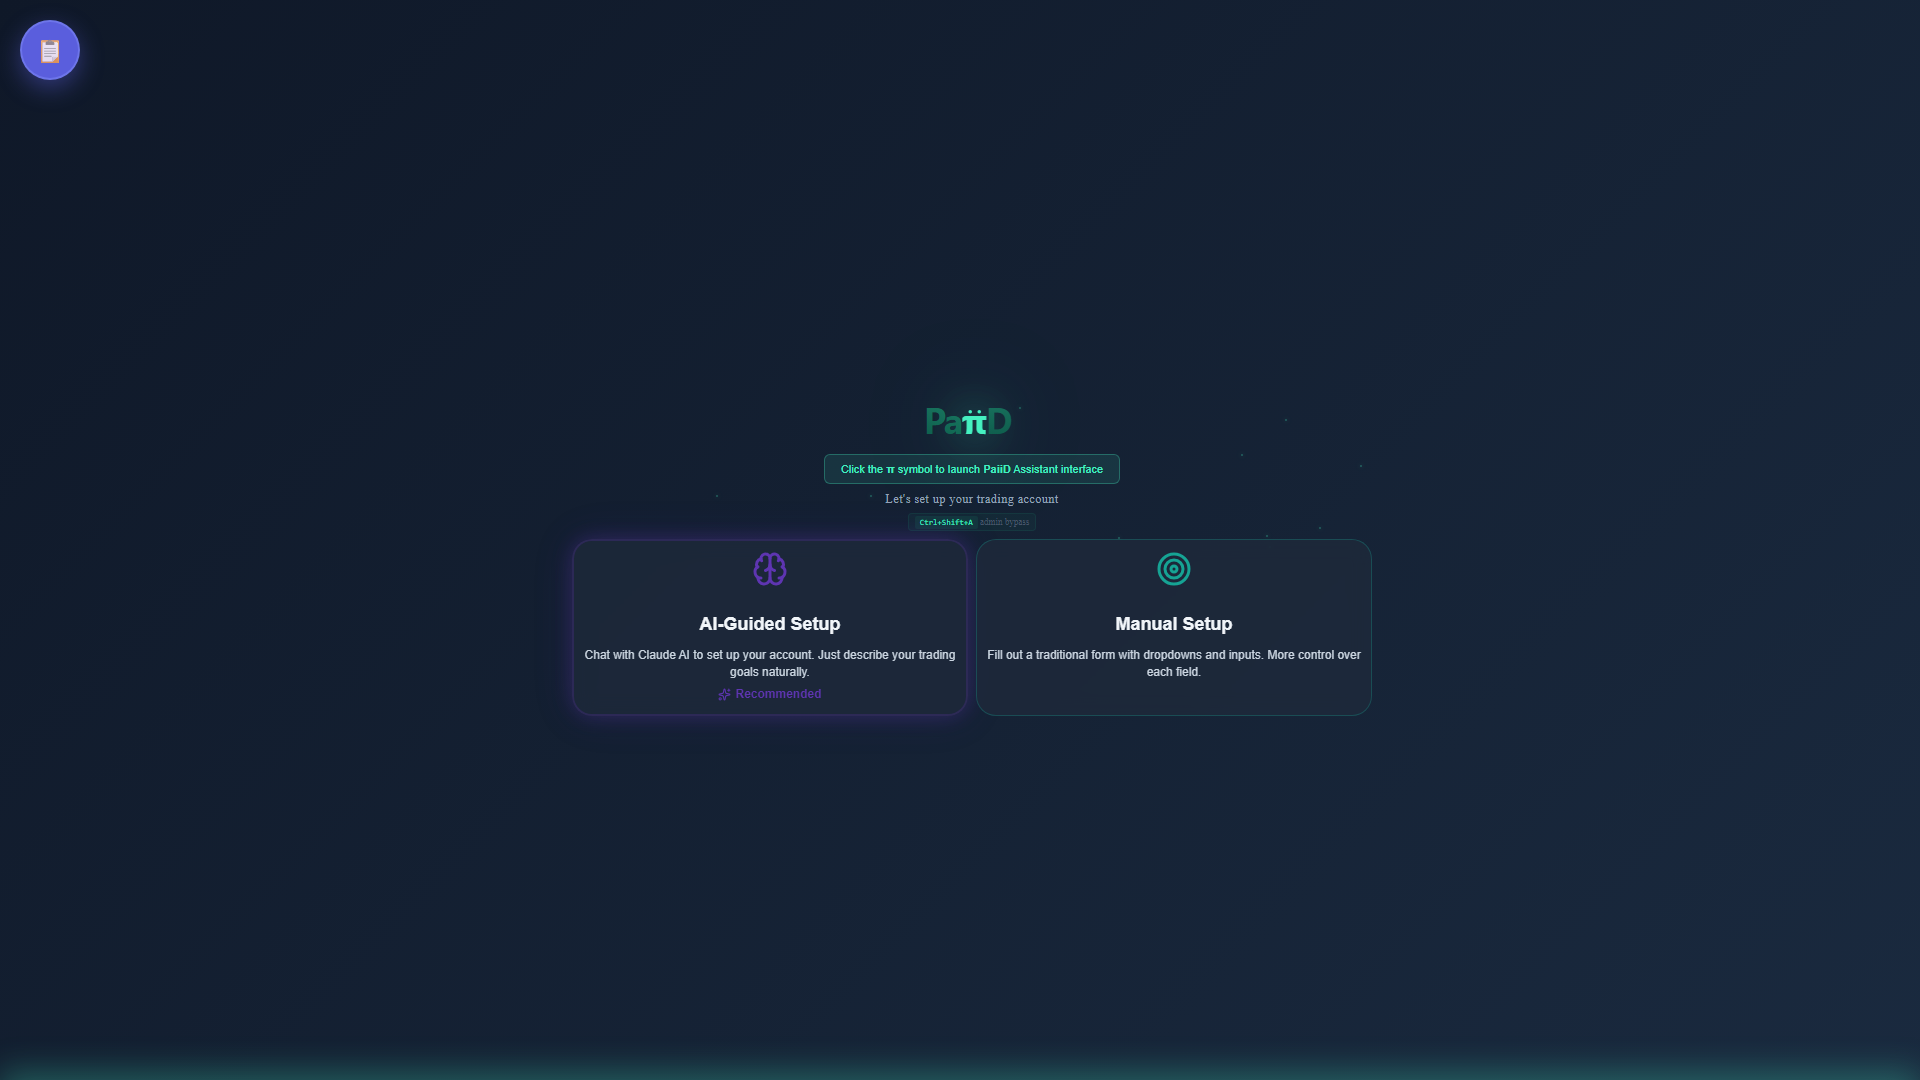 PaπD
Click the π symbol to launch PaiiD Assistant interface
Let's set up your trading account
Ctrl+Shift+A admin bypass
AI-Guided Setup
Chat with Claude AI to set up your account. Just describe your trading
goals naturally.
Recommended
Manual Setup
Fill out a traditional form with dropdowns and inputs. More control over
each field.